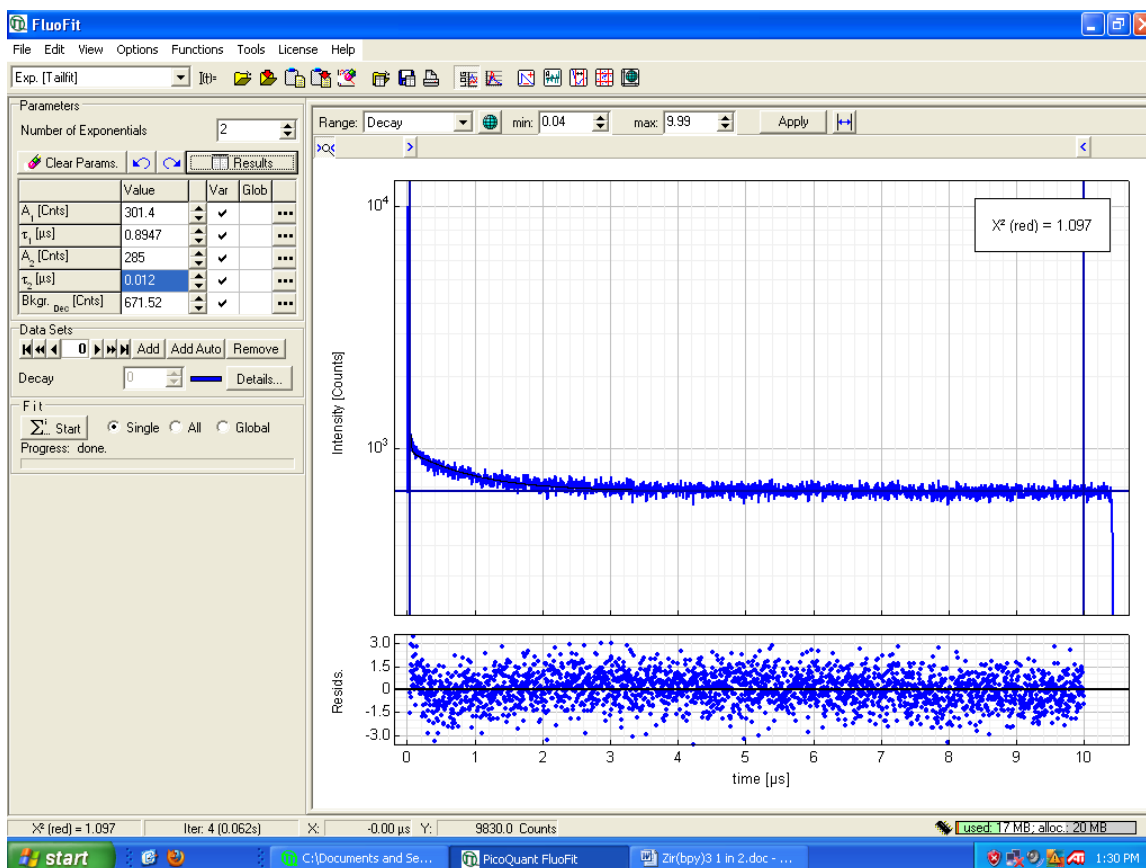 FluoFit
File Edit View Options Functions Tools License Help
Exp. [Tailfit] I(t)=
Parameters
Number of Exponentials 2
Clear Params. Results
Value Var Glob
A1 [Cnts] 301.4
τ1 [µs] 0.8947
A2 [Cnts] 285
τ2 [µs] 0.012
Bkgr. Dec [Cnts] 671.52
Data Sets
0 Add Add Auto Remove
Decay 0 Details...
Fit
Σ... Start Single All Global
Progress: done.
Range: Decay min: 0.04 max: 9.99 Apply
10^4
X² (red) = 1.097
Intensity [Counts]
10^3
3.0
1.5
0
-1.5
-3.0
Resids.
0 1 2 3 4 5 6 7 8 9 10
time [µs]
X² (red) = 1.097 Iter: 4 (0.062s) X: -0.00 µs Y: 9830.0 Counts used: 17 MB; alloc.: 20 MB
start C:\Documents and Se... PicoQuant FluoFit Zir(bpy)3 1 in 2.doc - ... ATI 1:30 PM